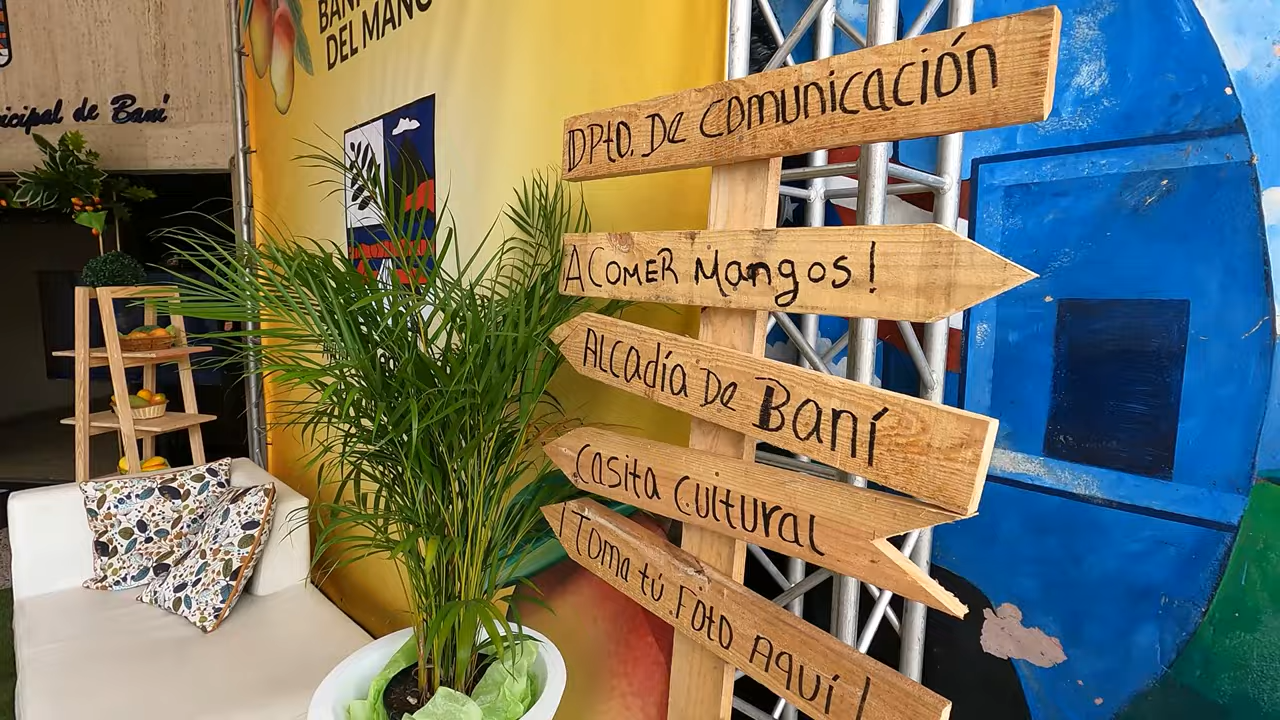 DEL MANGO
icipal de Baní
DPtO. De Comunicación
A Comer Mangos!
Alcadía De Baní
Casita Cultural
¡Toma tú Foto Aquí!